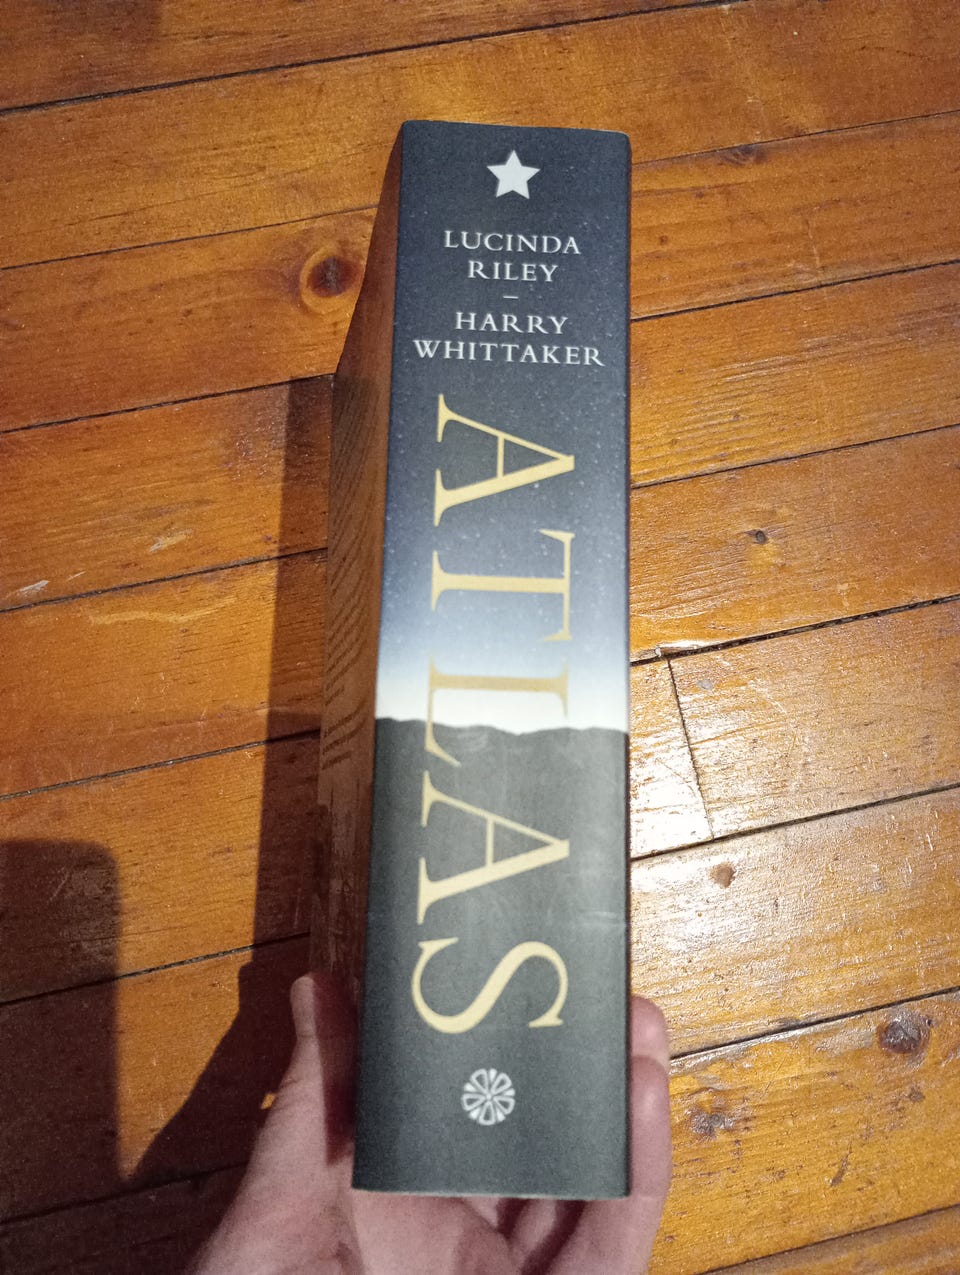 LUCINDA
RILEY
–
HARRY
WHITTAKER
ATLAS